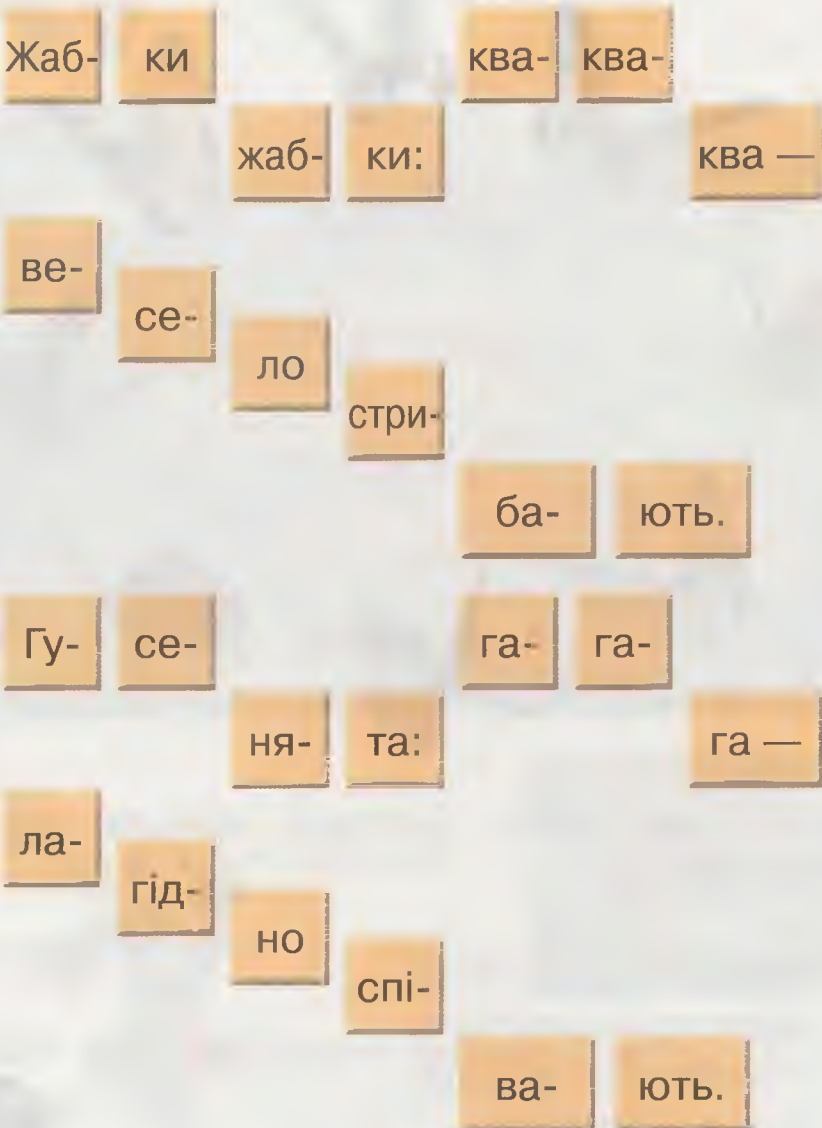 Жаб- ки жаб- ки: ква- ква- ква —
ве- се- ло стри- ба- ють.
Гу- се- ня- та: га- га- га —
ла- гід- но спі- ва- ють.